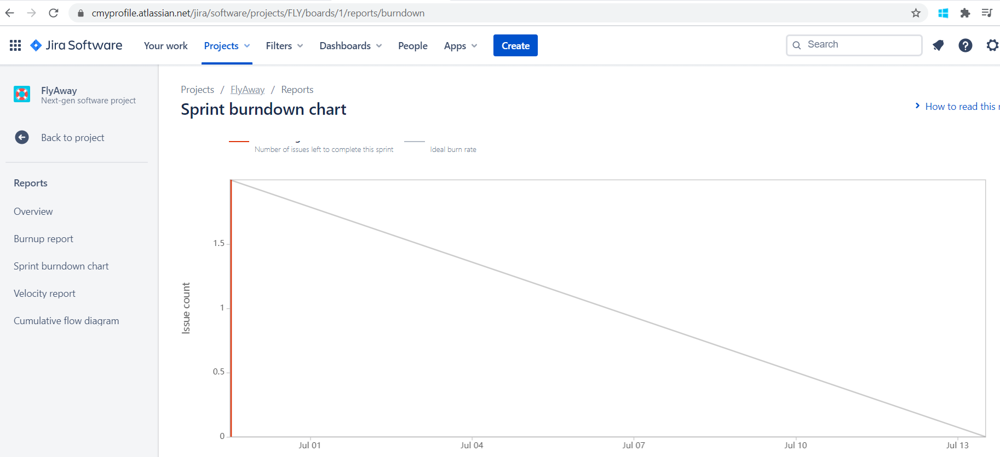 cmyprofile.atlassian.net/jira/software/projects/FLY/boards/1/reports/burndown
Jira Software Your work Projects Filters Dashboards People Apps Create Search
FlyAway
Next-gen software project
Back to project
Reports
Overview
Burnup report
Sprint burndown chart
Velocity report
Cumulative flow diagram
Projects / FlyAway / Reports
Sprint burndown chart
How to read this
Number of issues left to complete this sprint Ideal burn rate
Issue count
1.5
1
0.5
0
Jul 01 Jul 04 Jul 07 Jul 10 Jul 13